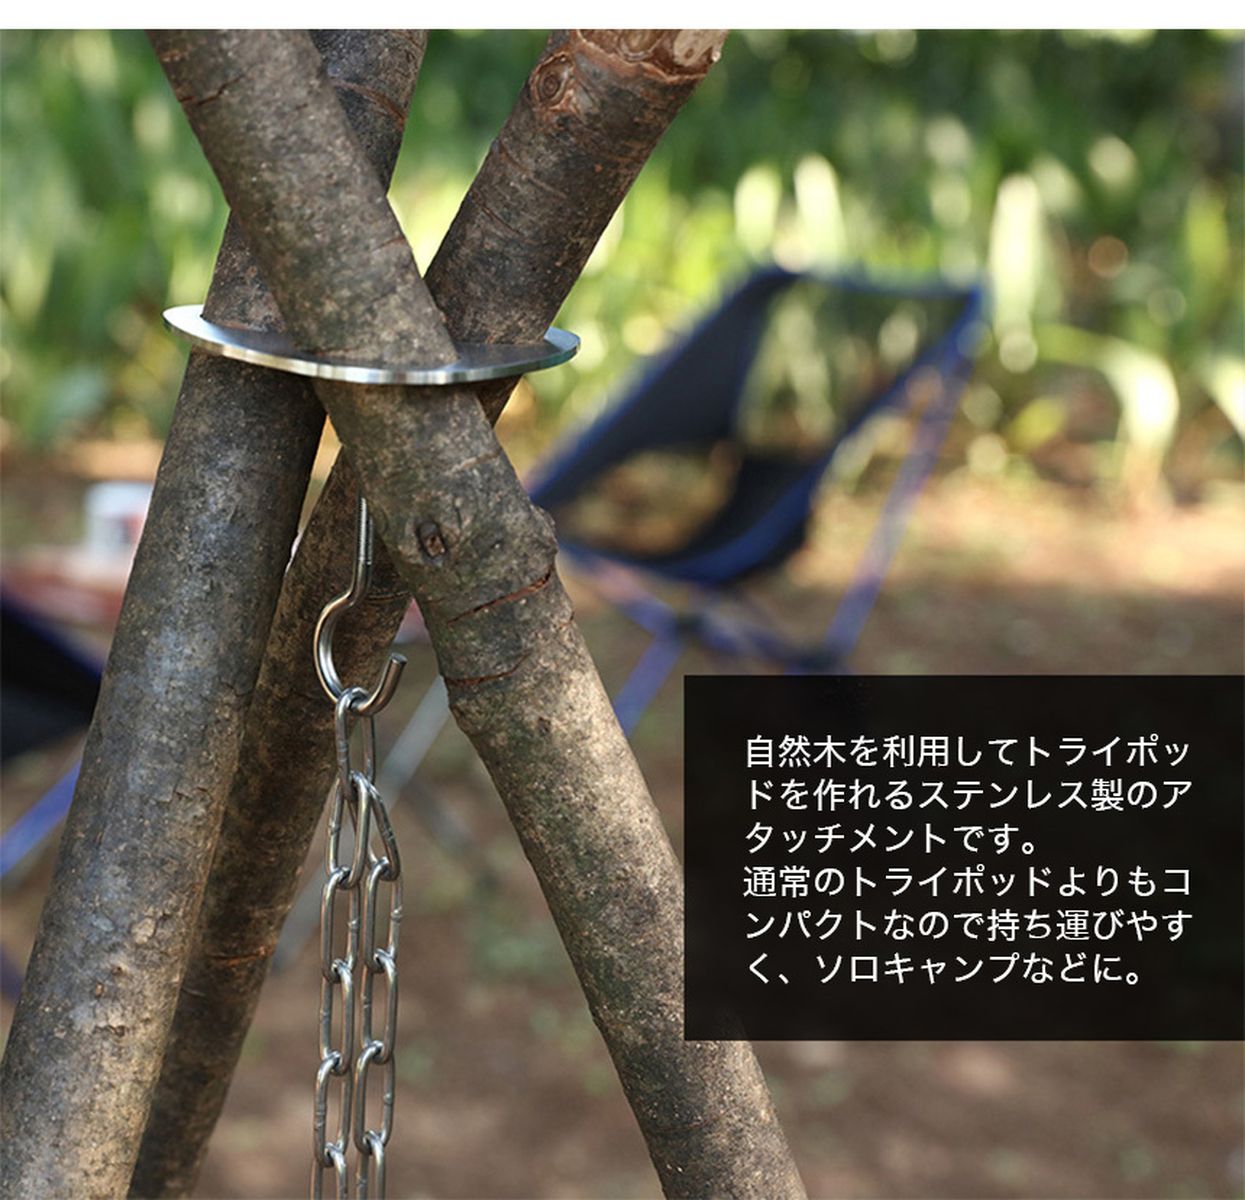 自然木を利用してトライポッ
ドを作れるステンレス製のア
タッチメントです。
通常のトライポッドよりもコ
ンパクトなので持ち運びやす
く、ソロキャンプなどに。